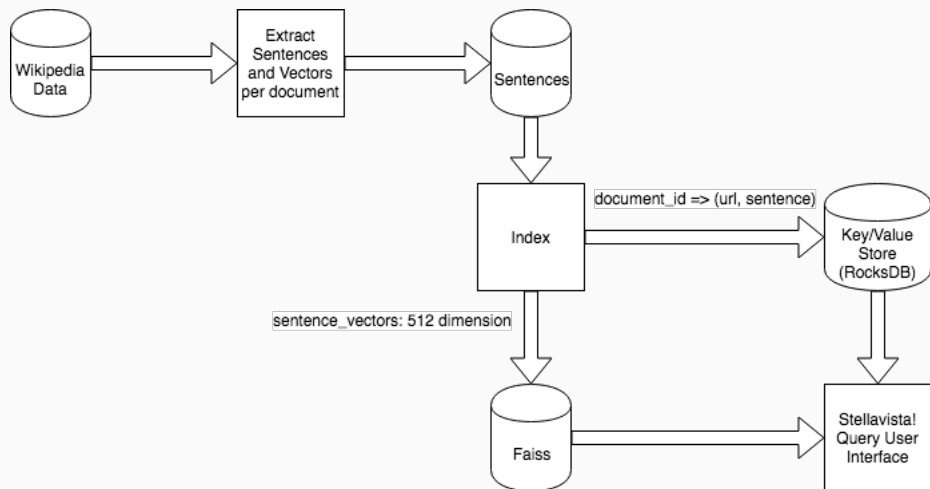 Wikipedia
Data
Extract
Sentences
and Vectors
per document
Sentences
Index
document_id => (url, sentence)
Key/Value
Store
(RocksDB)
sentence_vectors: 512 dimension
Faiss
Stellavista!
Query User
Interface